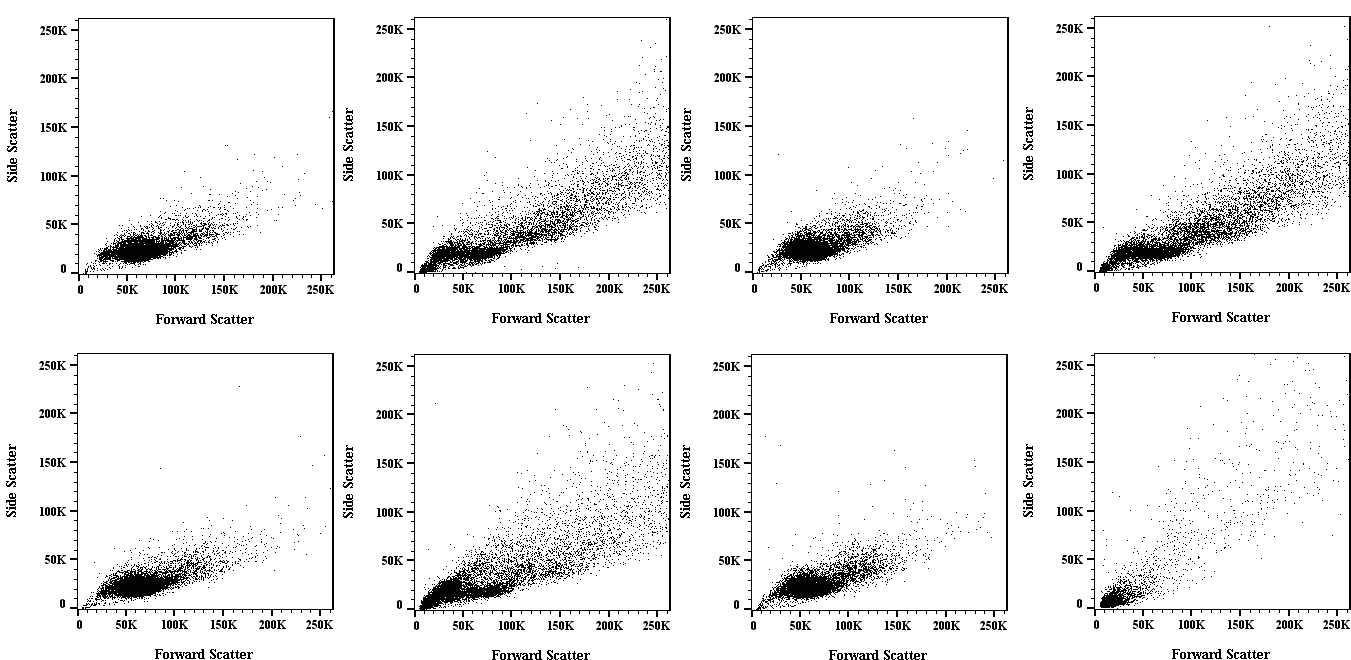 250K 250K 250K 250K
200K 200K 200K 200K
150K 150K 150K 150K
Side Scatter Side Scatter Side Scatter Side Scatter
100K 100K 100K 100K
50K 50K 50K 50K
0 0 0 0
0 50K 100K 150K 200K 250K 0 50K 100K 150K 200K 250K 0 50K 100K 150K 200K 250K 0 50K 100K 150K 200K 250K
Forward Scatter Forward Scatter Forward Scatter Forward Scatter
250K 250K 250K 250K
200K 200K 200K 200K
150K 150K 150K 150K
Side Scatter Side Scatter Side Scatter Side Scatter
100K 100K 100K 100K
50K 50K 50K 50K
0 0 0 0
0 50K 100K 150K 200K 250K 0 50K 100K 150K 200K 250K 0 50K 100K 150K 200K 250K 0 50K 100K 150K 200K 250K
Forward Scatter Forward Scatter Forward Scatter Forward Scatter